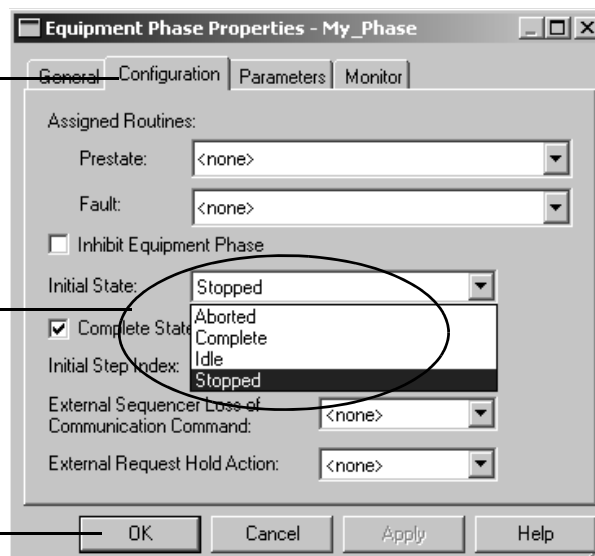 Equipment Phase Properties - My_Phase
General Configuration Parameters Monitor
Assigned Routines:
Prestate: <none>
Fault: <none>
Inhibit Equipment Phase
Initial State: Stopped
Aborted
Complete State
Complete
Idle
Initial Step Index:
Stopped
External Sequencer Loss of
Communication Command: <none>
External Request Hold Action: <none>
OK Cancel Apply Help